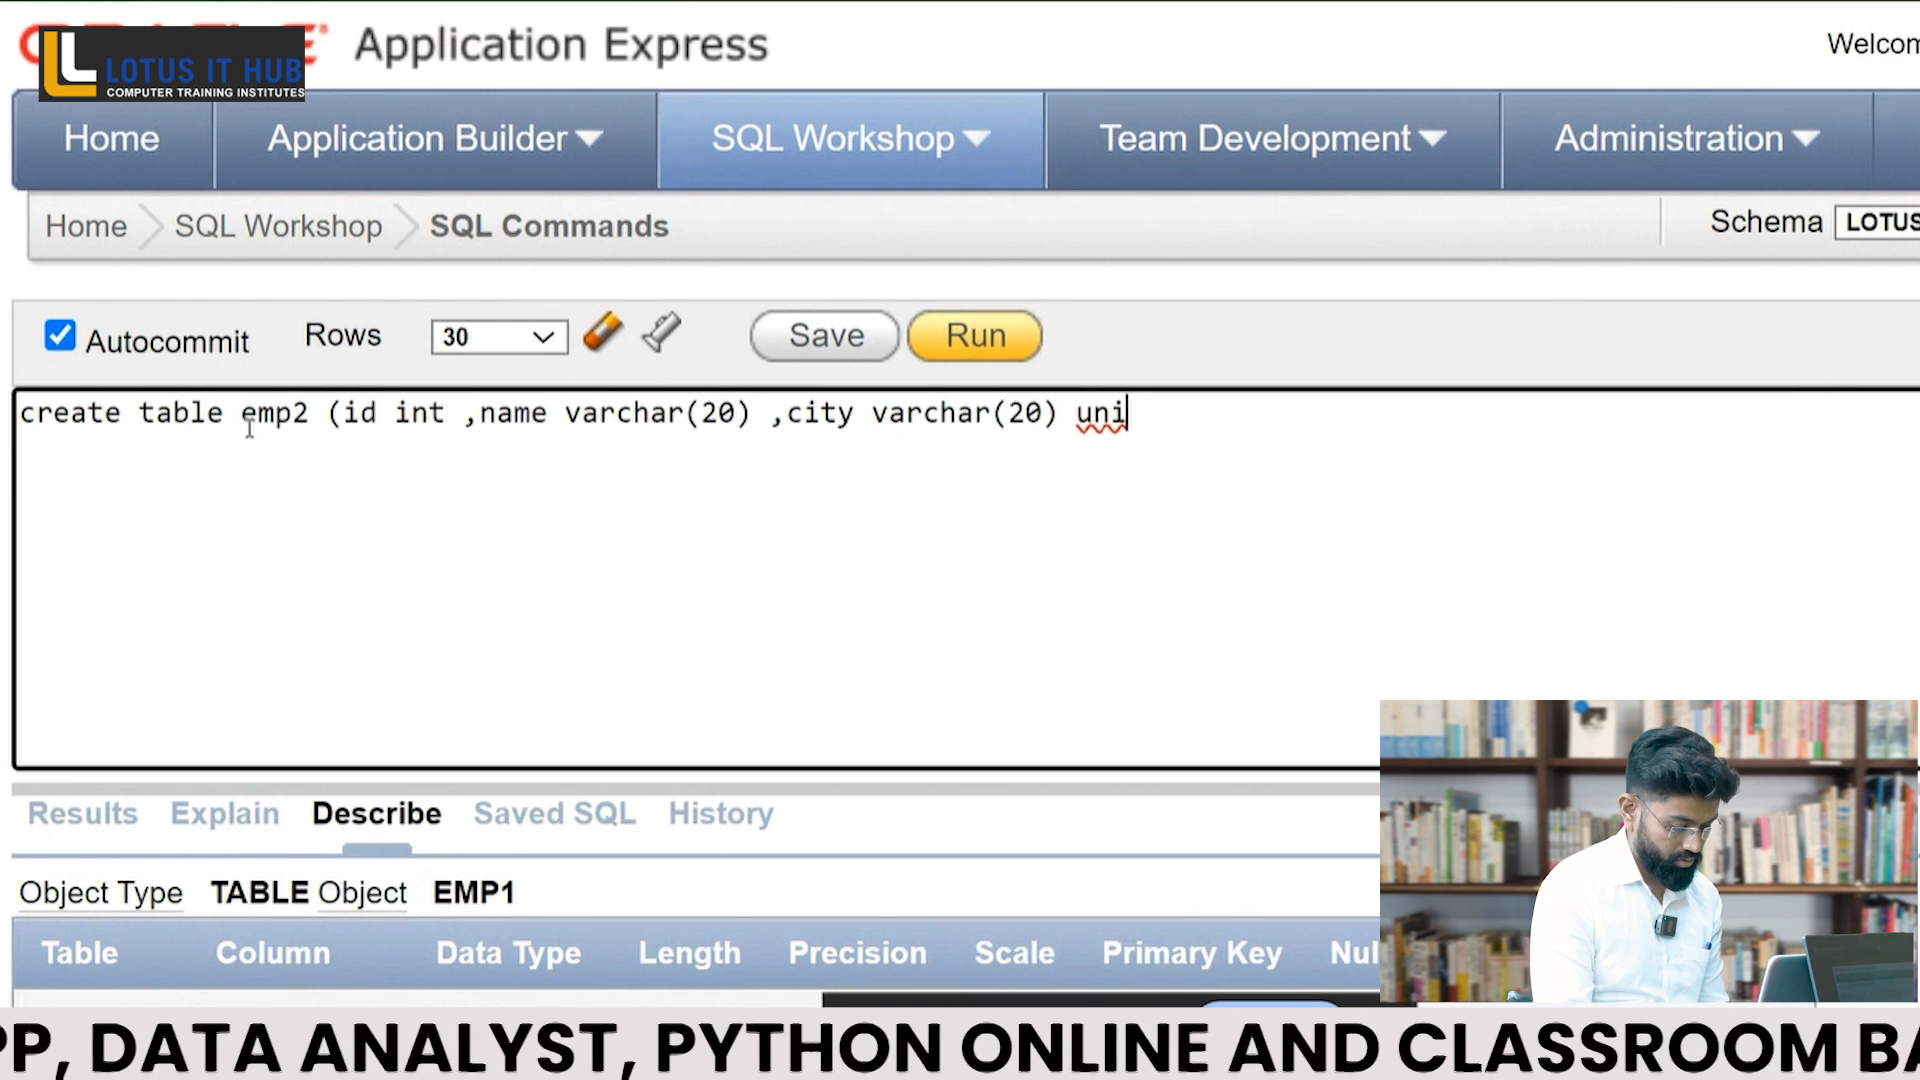 Application Express
Welcom
LOTUS IT HUB
COMPUTER TRAINING INSTITUTES
Home Application Builder SQL Workshop Team Development Administration
Home SQL Workshop SQL Commands Schema LOTUS
Autocommit Rows 30 Save Run
create table emp2 (id int ,name varchar(20) ,city varchar(20) uni
Results Explain Describe Saved SQL History
Object Type TABLE Object EMP1
Table Column Data Type Length Precision Scale Primary Key Nul
PP, DATA ANALYST, PYTHON ONLINE AND CLASSROOM BA